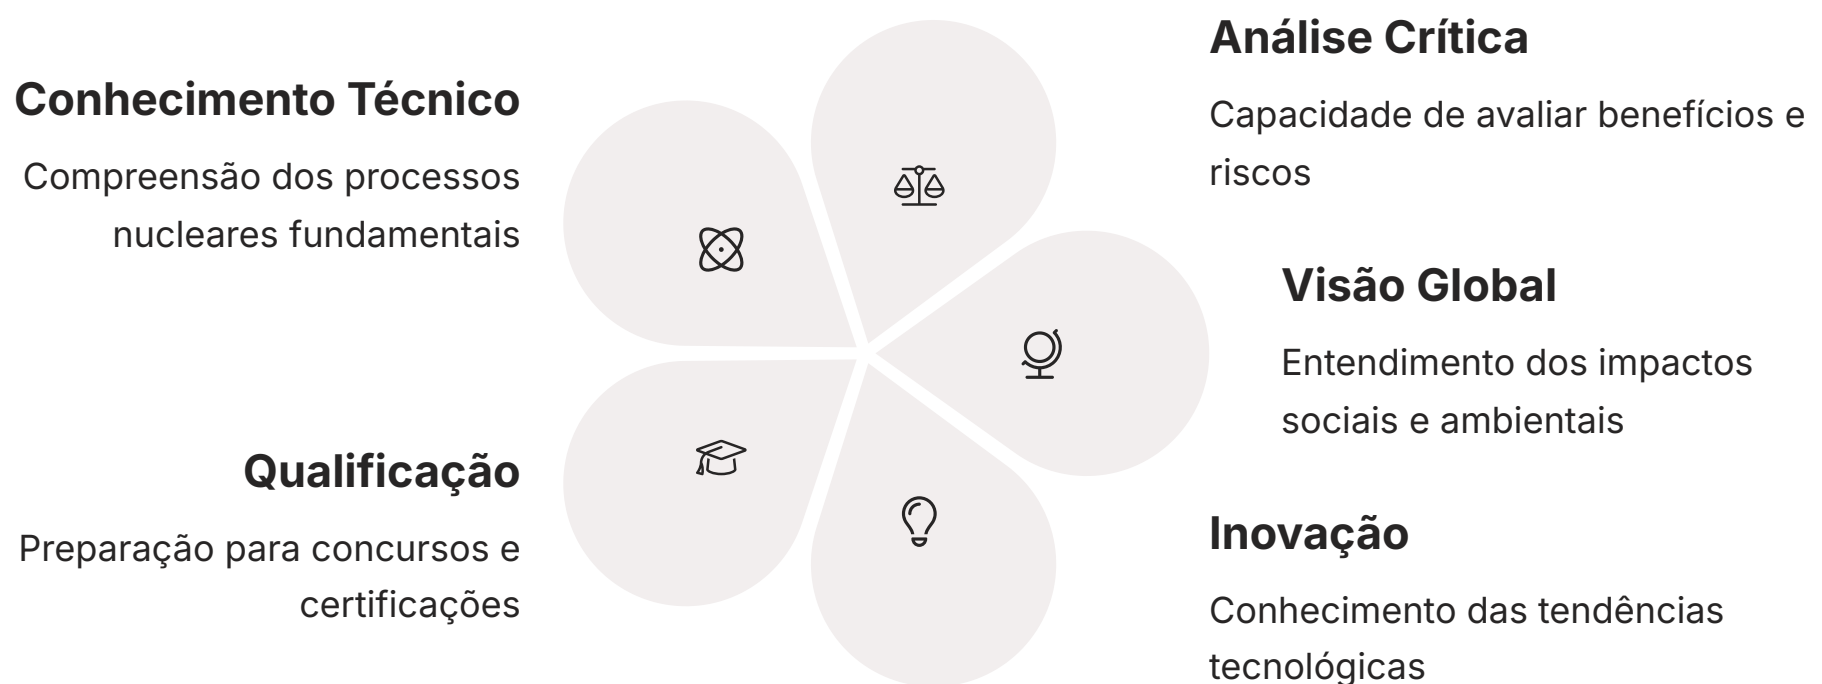 Conhecimento Técnico
Compreensão dos processos
nucleares fundamentais
Análise Crítica
Capacidade de avaliar benefícios e
riscos
Visão Global
Entendimento dos impactos
sociais e ambientais
Inovação
Conhecimento das tendências
tecnológicas
Qualificação
Preparação para concursos e
certificações